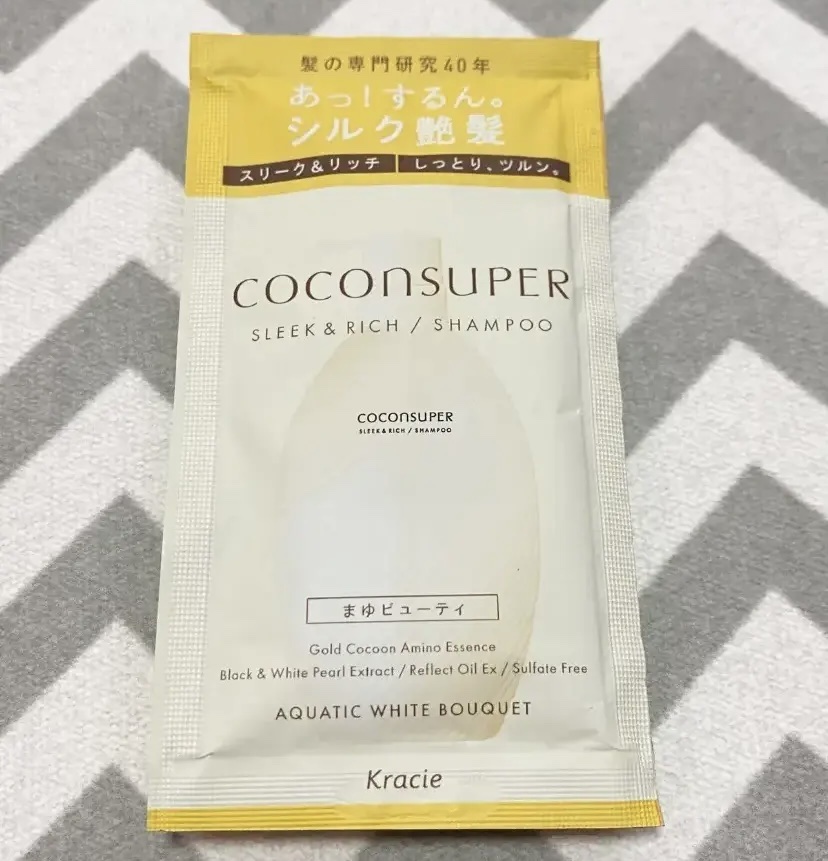 髪の専門研究40年
あっ!するん。
シルク艶髪
スリーク&リッチ しっとり、ツルン。
COCONSUPER
SLEEK & RICH / SHAMPOO
COCONSUPER
SLEEK & RICH / SHAMPOO
まゆビューティ
Gold Cocoon Amino Essence
Black & White Pearl Extract / Reflect Oil Ex / Sulfate Free
AQUATIC WHITE BOUQUET
Kracie